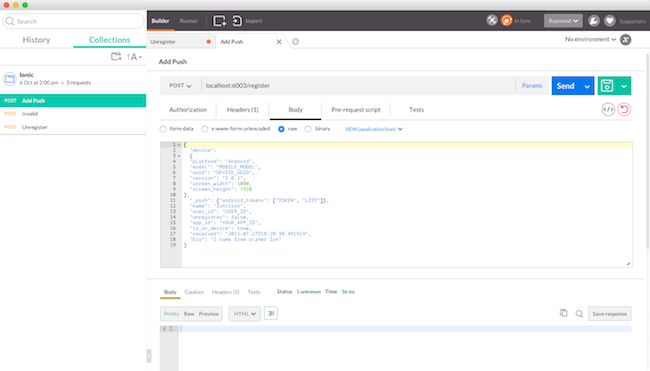 Search
History
Collections
Ionic
6 Oct at 2:00 pm • 3 requests
POST Add Push
POST Invalid
POST Unregister
Builder
Runner
Import
In Sync
Raymond
Supporters
Unregister
Add Push
No environment
Add Push
POST
localhost:6003/register
Params
Send
Authorization
Headers (1)
Body
Pre-request script
Tests
form-data
x-www-form-urlencoded
raw
binary
JSON (application/json)
1 {
2 "device":
3 {
4 "platform": "Android",
5 "model": "MOBILE_MODEL",
6 "uuid": "DEVICE_UUID",
7 "version": "5.0.1",
8 "screen_width": 1080,
9 "screen_height": 1920
10 },
11 "_push": {"android_tokens": ["TOKEN", "LIST"]},
12 "name": "Ionitron",
13 "user_id": "USER_ID",
14 "unregister": false,
15 "app_id": "YOUR_APP_ID",
16 "is_on_device": true,
17 "received": "2015-07-27T18:20:50.491924",
18 "bio": "I come from planet Ion"
19 }
Body
Cookies
Headers (5)
Tests
Status 1 unknown
Time 36 ms
Pretty
Raw
Preview
HTML
Save response
1